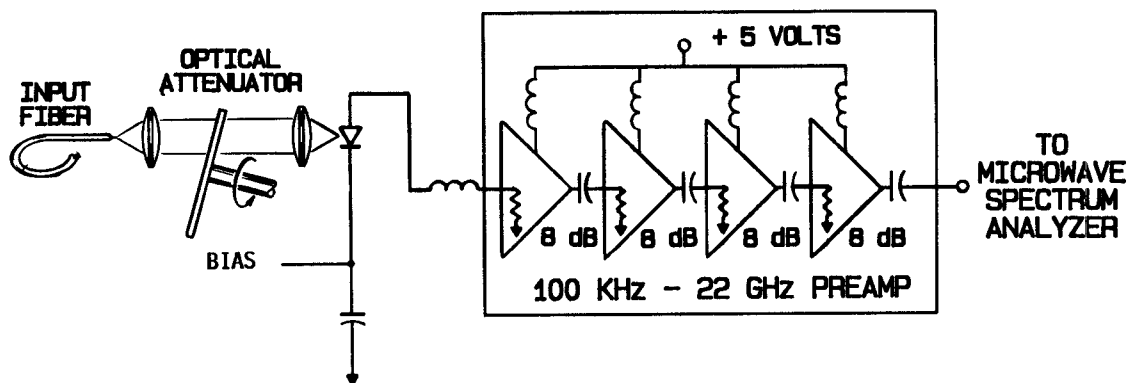 + 5 VOLTS
OPTICAL
ATTENUATOR
INPUT
FIBER
TO
MICROWAVE
SPECTRUM
ANALYZER
8 dB
8 dB
8 dB
8 dB
BIAS
100 KHz - 22 GHz PREAMP